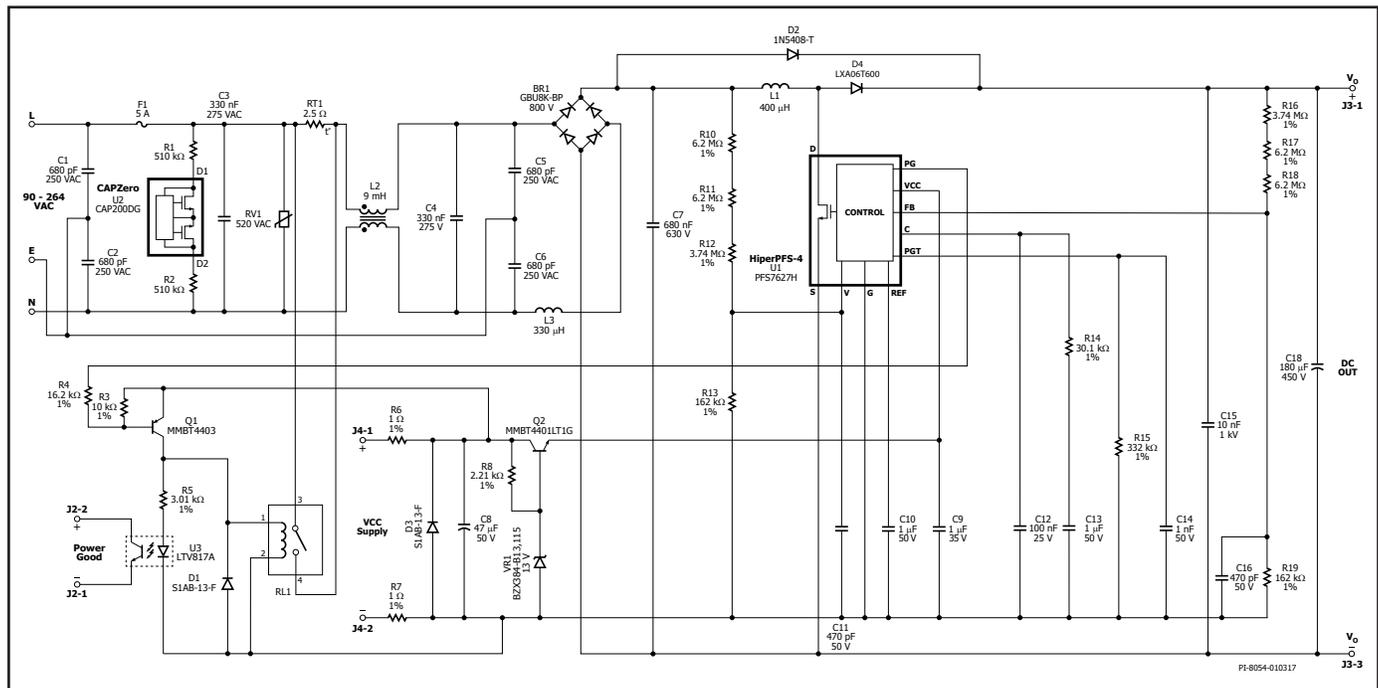 D2
1N5408-T
D4
LXA06T600
L1
400 µH
VO
+
J3-1
BR1
GBU8K-BP
800 V
F1
5 A
C3
330 nF
275 VAC
RT1
2.5 Ω
t°
L
C1
680 pF
250 VAC
R1
510 kΩ
D1
CAPZero
U2
CAP200DG
90 - 264
VAC
RV1
520 VAC
L2
9 mH
C4
330 nF
275 V
C5
680 pF
250 VAC
C6
680 pF
250 VAC
C2
680 pF
250 VAC
D2
R2
510 kΩ
E
N
L3
330 µH
C7
680 nF
630 V
R10
6.2 MΩ
1%
R11
6.2 MΩ
1%
R12
3.74 MΩ
1%
D
CONTROL
HiperPFS-4
U1
PFS7627H
S
V
G
REF
PG
VCC
FB
C
PGT
R16
3.74 MΩ
1%
R17
6.2 MΩ
1%
R18
6.2 MΩ
1%
R14
30.1 kΩ
1%
C18
180 µF
450 V
DC
OUT
R4
16.2 kΩ
1%
R3
10 kΩ
1%
Q1
MMBT4403
J4-1
+
R6
1 Ω
1%
Q2
MMBT4401LT1G
R13
162 kΩ
1%
R15
332 kΩ
1%
C15
10 nF
1 kV
R8
2.21 kΩ
1%
R5
3.01 kΩ
1%
J2-2
+
Power
Good
–
J2-1
U3
LTV817A
D1
S1AB-13-F
3
1
2
4
RL1
VCC
Supply
D3
S1AB-13-F
C8
47 µF
50 V
VR1
BZX384-B13,115
13 V
C10
1 µF
50 V
C9
1 µF
35 V
C12
100 nF
25 V
C13
1 µF
50 V
C14
1 nF
50 V
C16
470 pF
50 V
R19
162 kΩ
1%
R7
1 Ω
1%
–
J4-2
C11
470 pF
50 V
VO
–
J3-3
PI-8054-010317